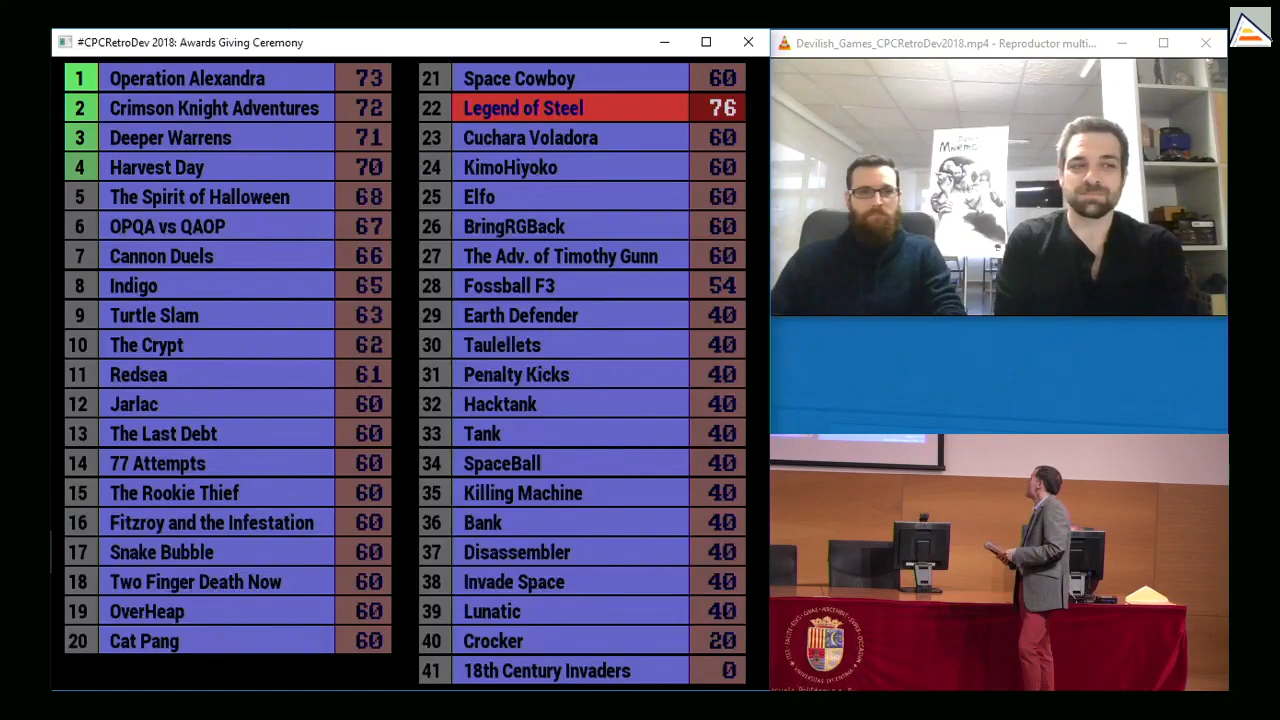 #CPCRetroDev 2018: Awards Giving Ceremony
1 Operation Alexandra 73
2 Crimson Knight Adventures 72
3 Deeper Warrens 71
4 Harvest Day 70
5 The Spirit of Halloween 68
6 OPQA vs QAOP 67
7 Cannon Duels 66
8 Indigo 65
9 Turtle Slam 63
10 The Crypt 62
11 Redsea 61
12 Jarlac 60
13 The Last Debt 60
14 77 Attempts 60
15 The Rookie Thief 60
16 Fitzroy and the Infestation 60
17 Snake Bubble 60
18 Two Finger Death Now 60
19 OverHeap 60
20 Cat Pang 60
21 Space Cowboy 60
22 Legend of Steel 76
23 Cuchara Voladora 60
24 KimoHiyoko 60
25 Elfo 60
26 BringRGBack 60
27 The Adv. of Timothy Gunn 60
28 Fossball F3 54
29 Earth Defender 40
30 Taulellets 40
31 Penalty Kicks 40
32 Hacktank 40
33 Tank 40
34 SpaceBall 40
35 Killing Machine 40
36 Bank 40
37 Disassembler 40
38 Invade Space 40
39 Lunatic 40
40 Crocker 20
41 18th Century Invaders 0
Devilish_Games_CPCRetroDev2018.mp4 - Reproductor multi...